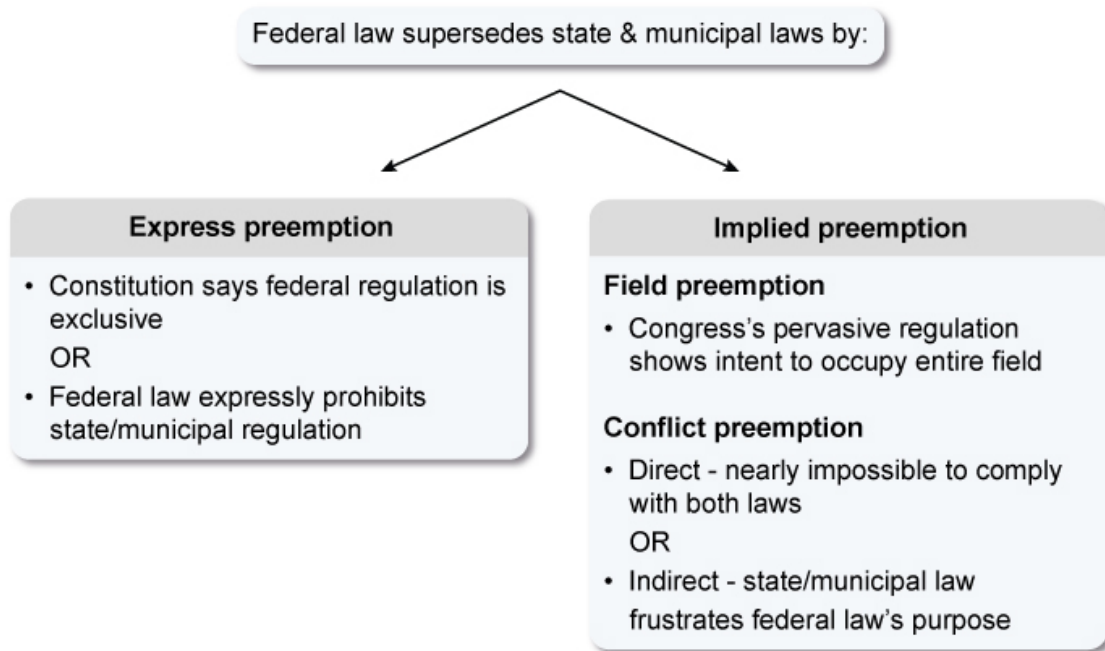 Federal law supersedes state & municipal laws by:
Express preemption
• Constitution says federal regulation is
exclusive
OR
• Federal law expressly prohibits
state/municipal regulation
Implied preemption
Field preemption
• Congress's pervasive regulation
shows intent to occupy entire field
Conflict preemption
• Direct - nearly impossible to comply
with both laws
OR
• Indirect - state/municipal law
frustrates federal law's purpose